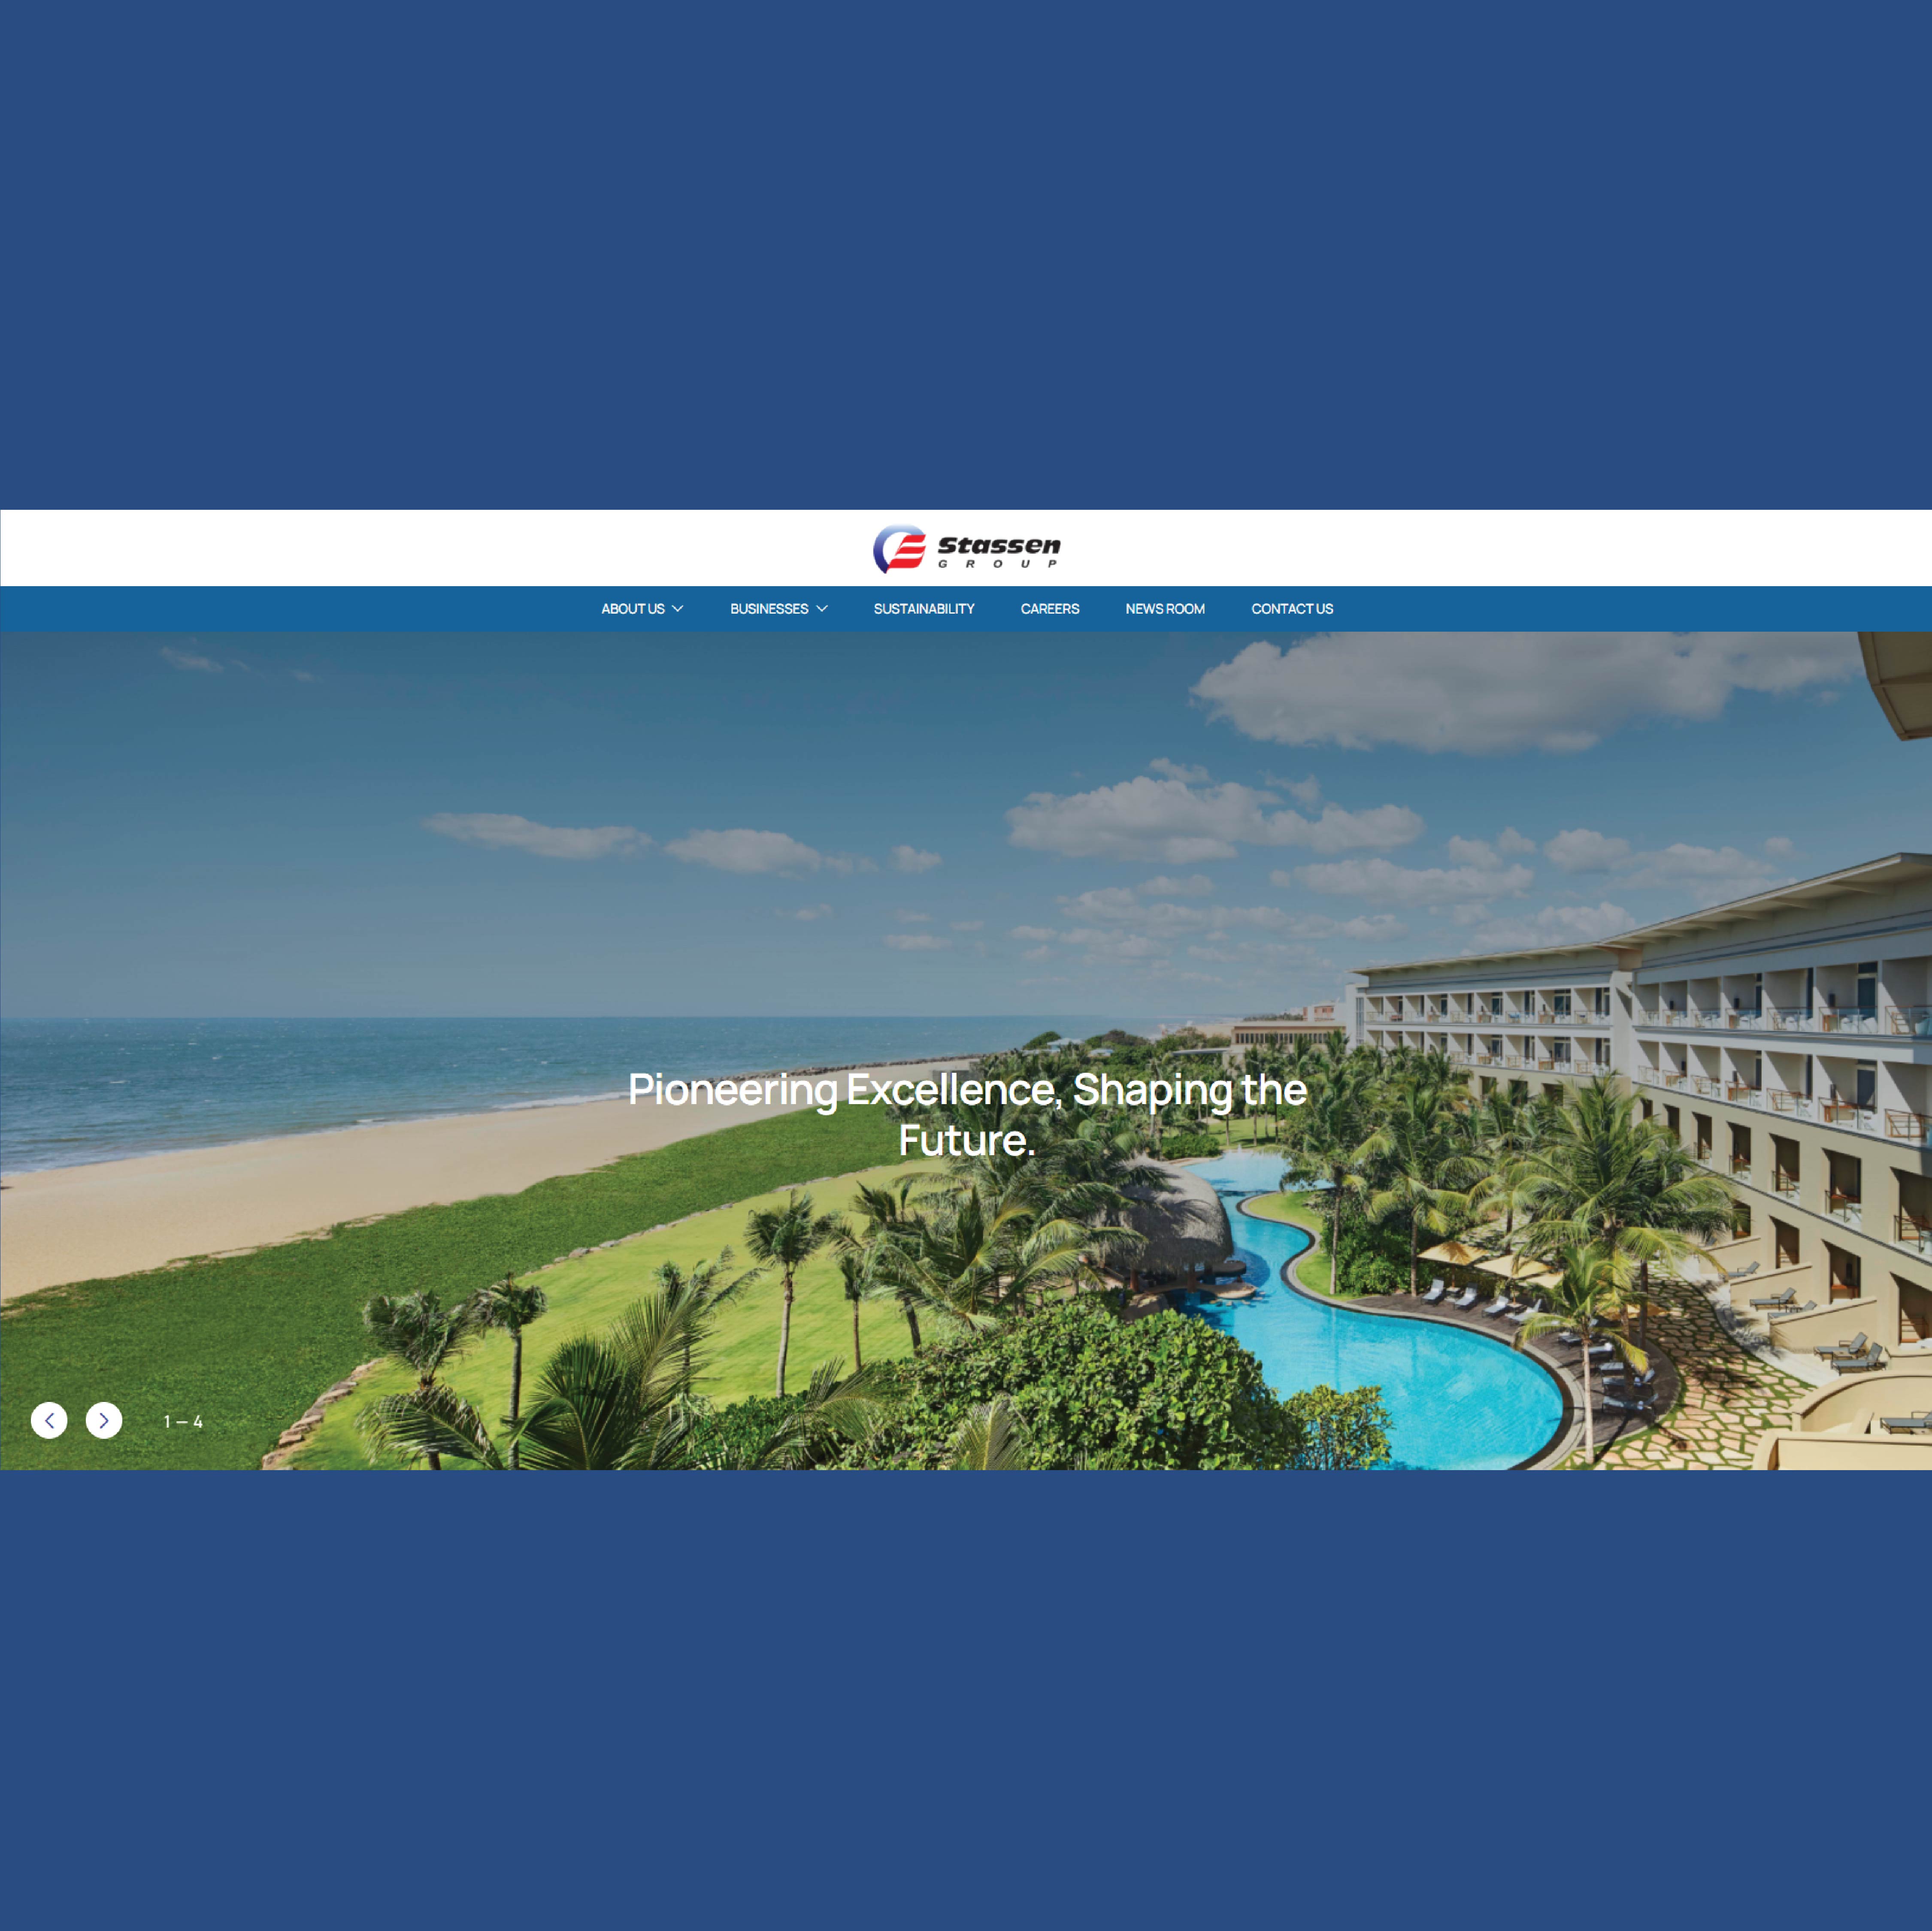 Stassen
GROUP
ABOUT US
BUSINESSES
SUSTAINABILITY
CAREERS
NEWS ROOM
CONTACT US
Pioneering Excellence, Shaping the
Future.
1 – 4